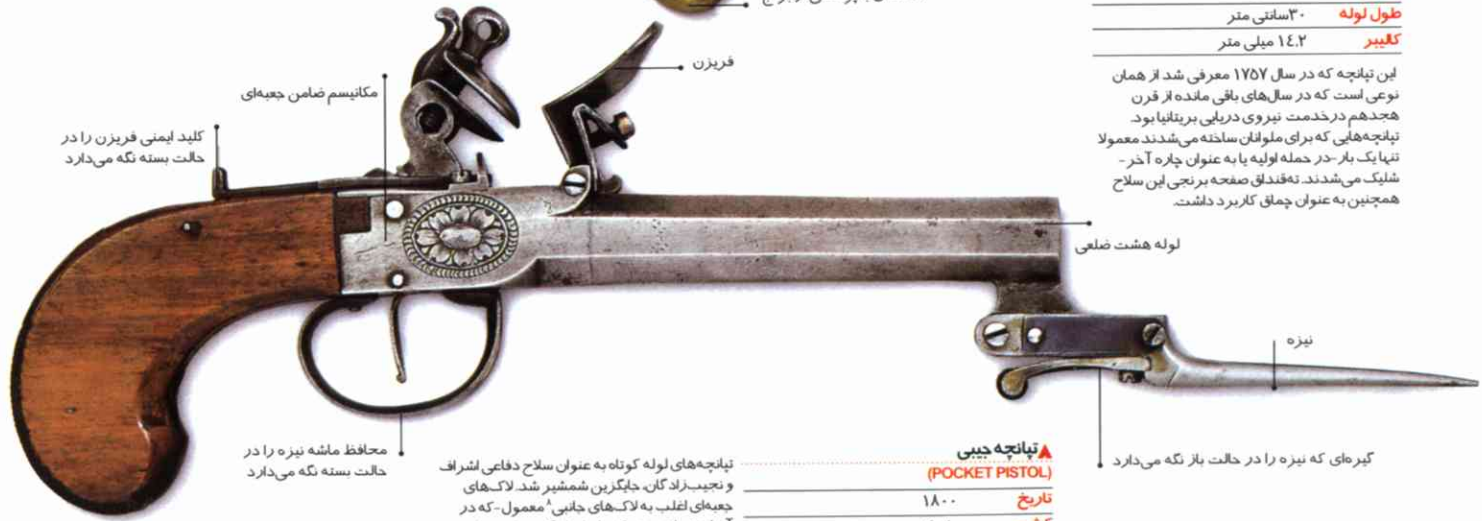 طول لوله ۳۰سانتی متر
کالیبر ۱٤.۲ میلی متر
این تپانچه که در سال ۱۷۵۷ معرفی شد از همان
نوعی است که در سال‌های باقی مانده از قرن
هجدهم درخدمت نیروی دریایی بریتانیا بود.
تپانچه‌هایی که برای ملوانان ساخته می‌شدند معمولا
تنها یک بار -در حمله اولیه یا به عنوان چاره آخر -
شلیک می‌شدند. ته‌قنداق صفحه برنجی این سلاح
همچنین به عنوان چماق کاربرد داشت.
فریزن
مکانیسم ضامن جعبه‌ای
کلید ایمنی فریزن را در
حالت بسته نگه می‌دارد
لوله هشت ضلعی
نیزه
گیره‌ای که نیزه را در حالت باز نگه می‌دارد
محافظ ماشه نیزه را در
حالت بسته نگه می‌دارد
تپانچه جیبی
(POCKET PISTOL)
تاریخ ۱۸۰۰
تپانچه‌های لوله کوتاه به عنوان سلاح دفاعی اشراف
و نجیب‌زادگان، جایگزین شمشیر شد. لاک‌های
جعبه‌ای اغلب به لاک‌های جانبی۸ معمول -که در